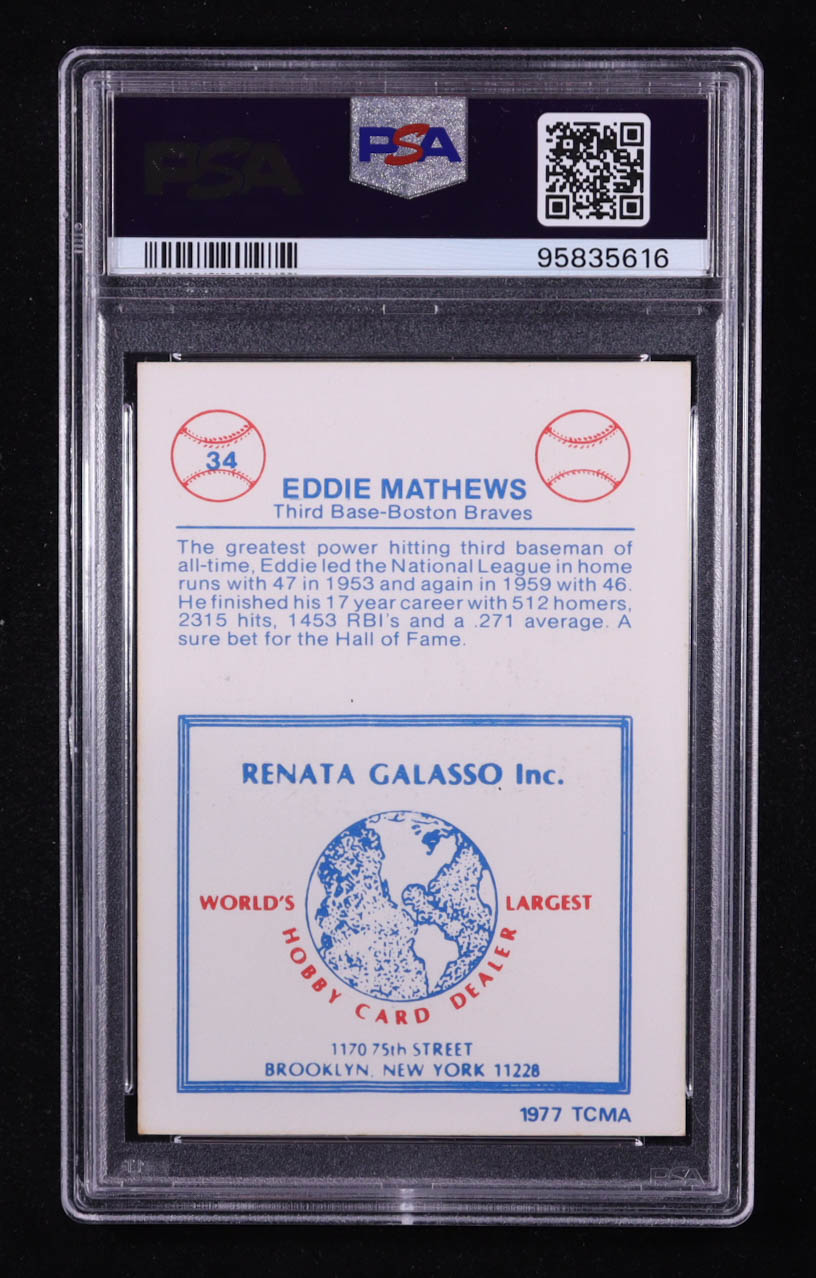 PSA
PSA
95835616
34
EDDIE MATHEWS
Third Base-Boston Braves
The greatest power hitting third baseman of
all-time, Eddie led the National League in home
runs with 47 in 1953 and again in 1959 with 46.
He finished his 17 year career with 512 homers,
2315 hits, 1453 RBI's and a .271 average. A
sure bet for the Hall of Fame.
RENATA GALASSO Inc.
WORLD'S LARGEST
HOBBY CARD DEALER
1170 75th STREET
BROOKLYN, NEW YORK 11228
1977 TCMA
PSA